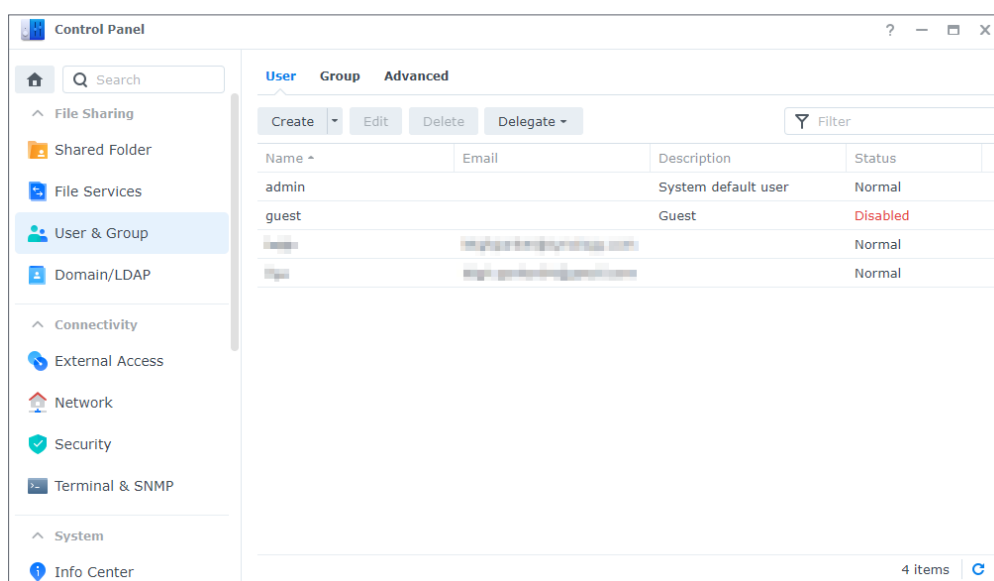 Control Panel
?
Search
File Sharing
Shared Folder
File Services
User & Group
Domain/LDAP
Connectivity
External Access
Network
Security
Terminal & SNMP
System
Info Center
User Group Advanced
Create Edit Delete Delegate Filter
Name Email Description Status
admin System default user Normal
guest Guest Disabled
Normal
Normal
4 items